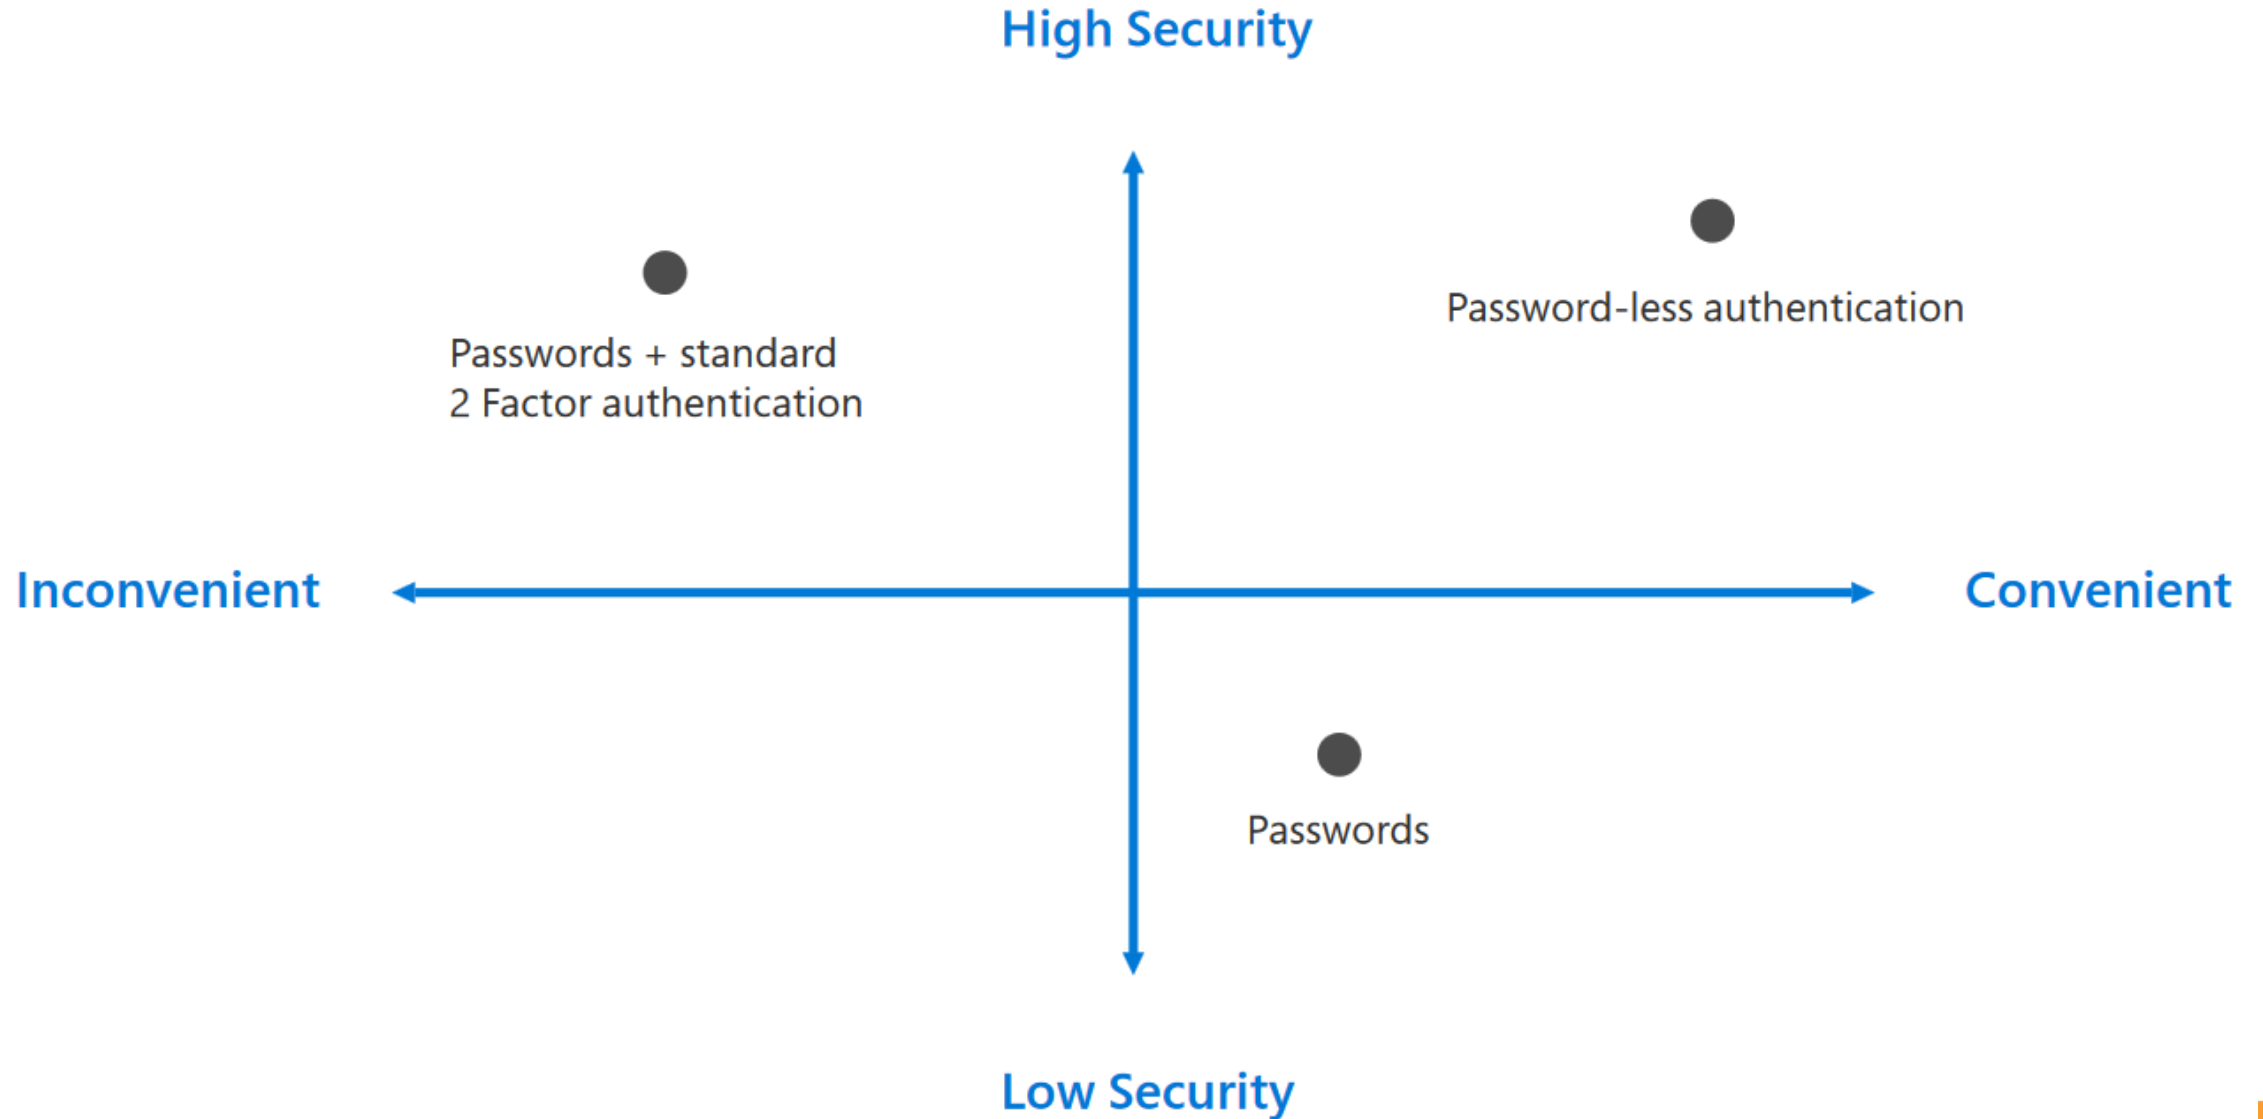 High Security
Password-less authentication
Passwords + standard
2 Factor authentication
Inconvenient
Convenient
Passwords
Low Security